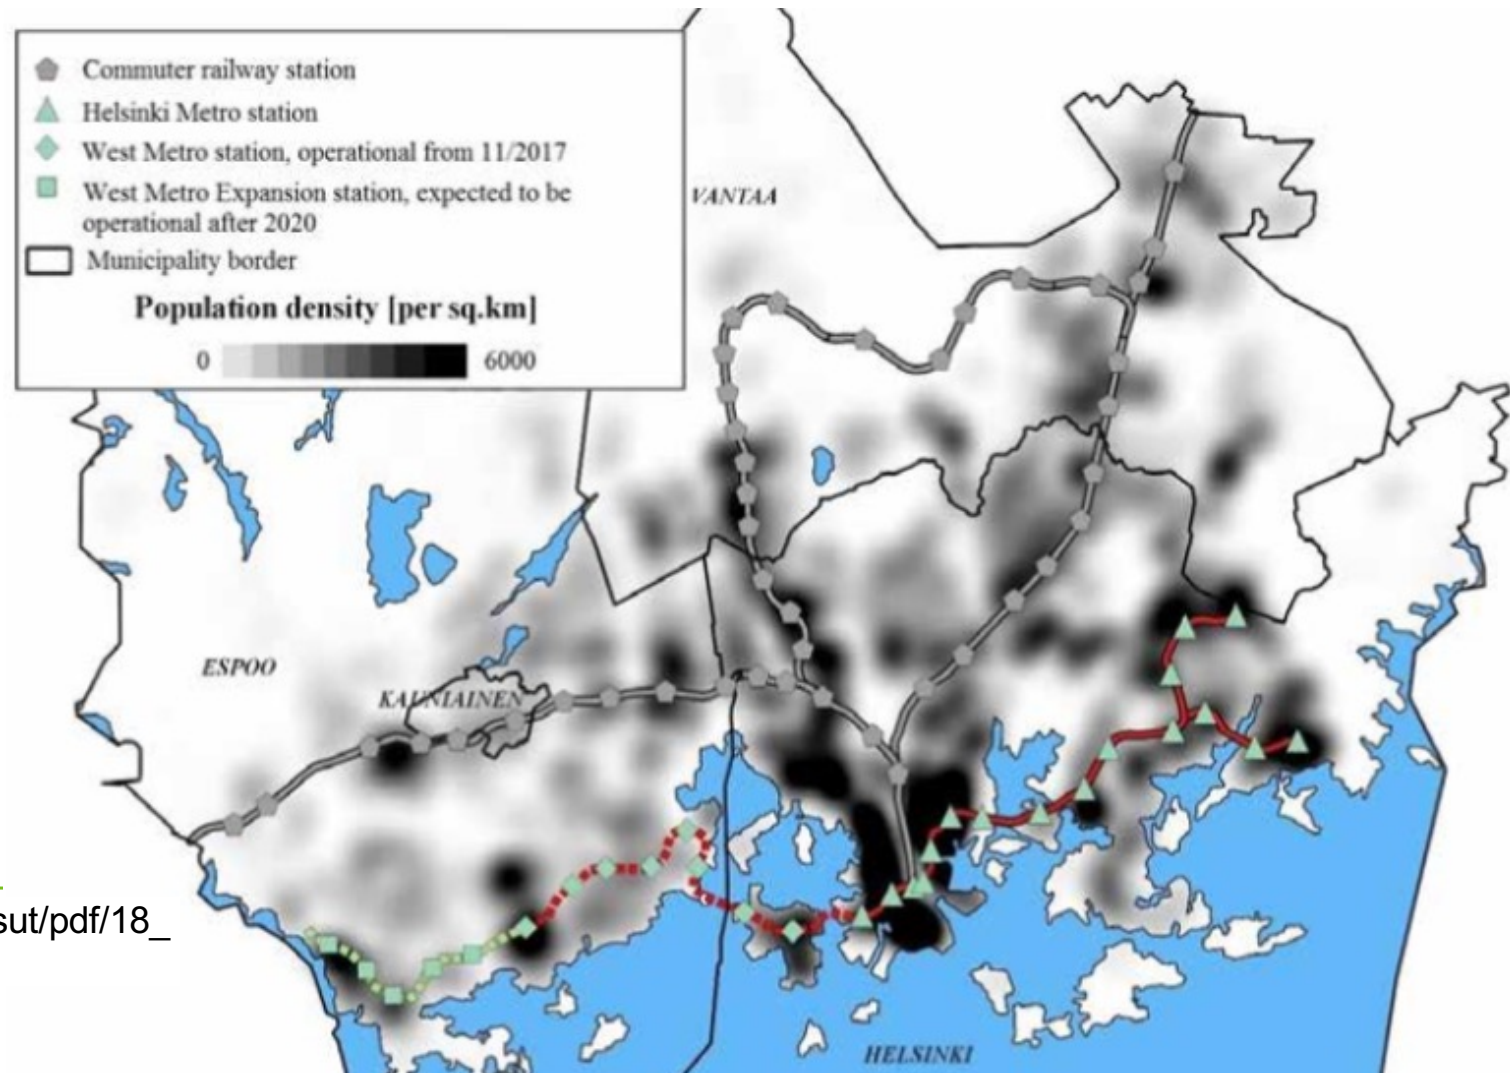 Commuter railway station
Helsinki Metro station
West Metro station, operational from 11/2017
West Metro Expansion station, expected to be
operational after 2020
Municipality border
Population density [per sq.km]
0 6000
VANTAA
ESPOO
KAUNIAINEN
sut/pdf/18_
HELSINKI